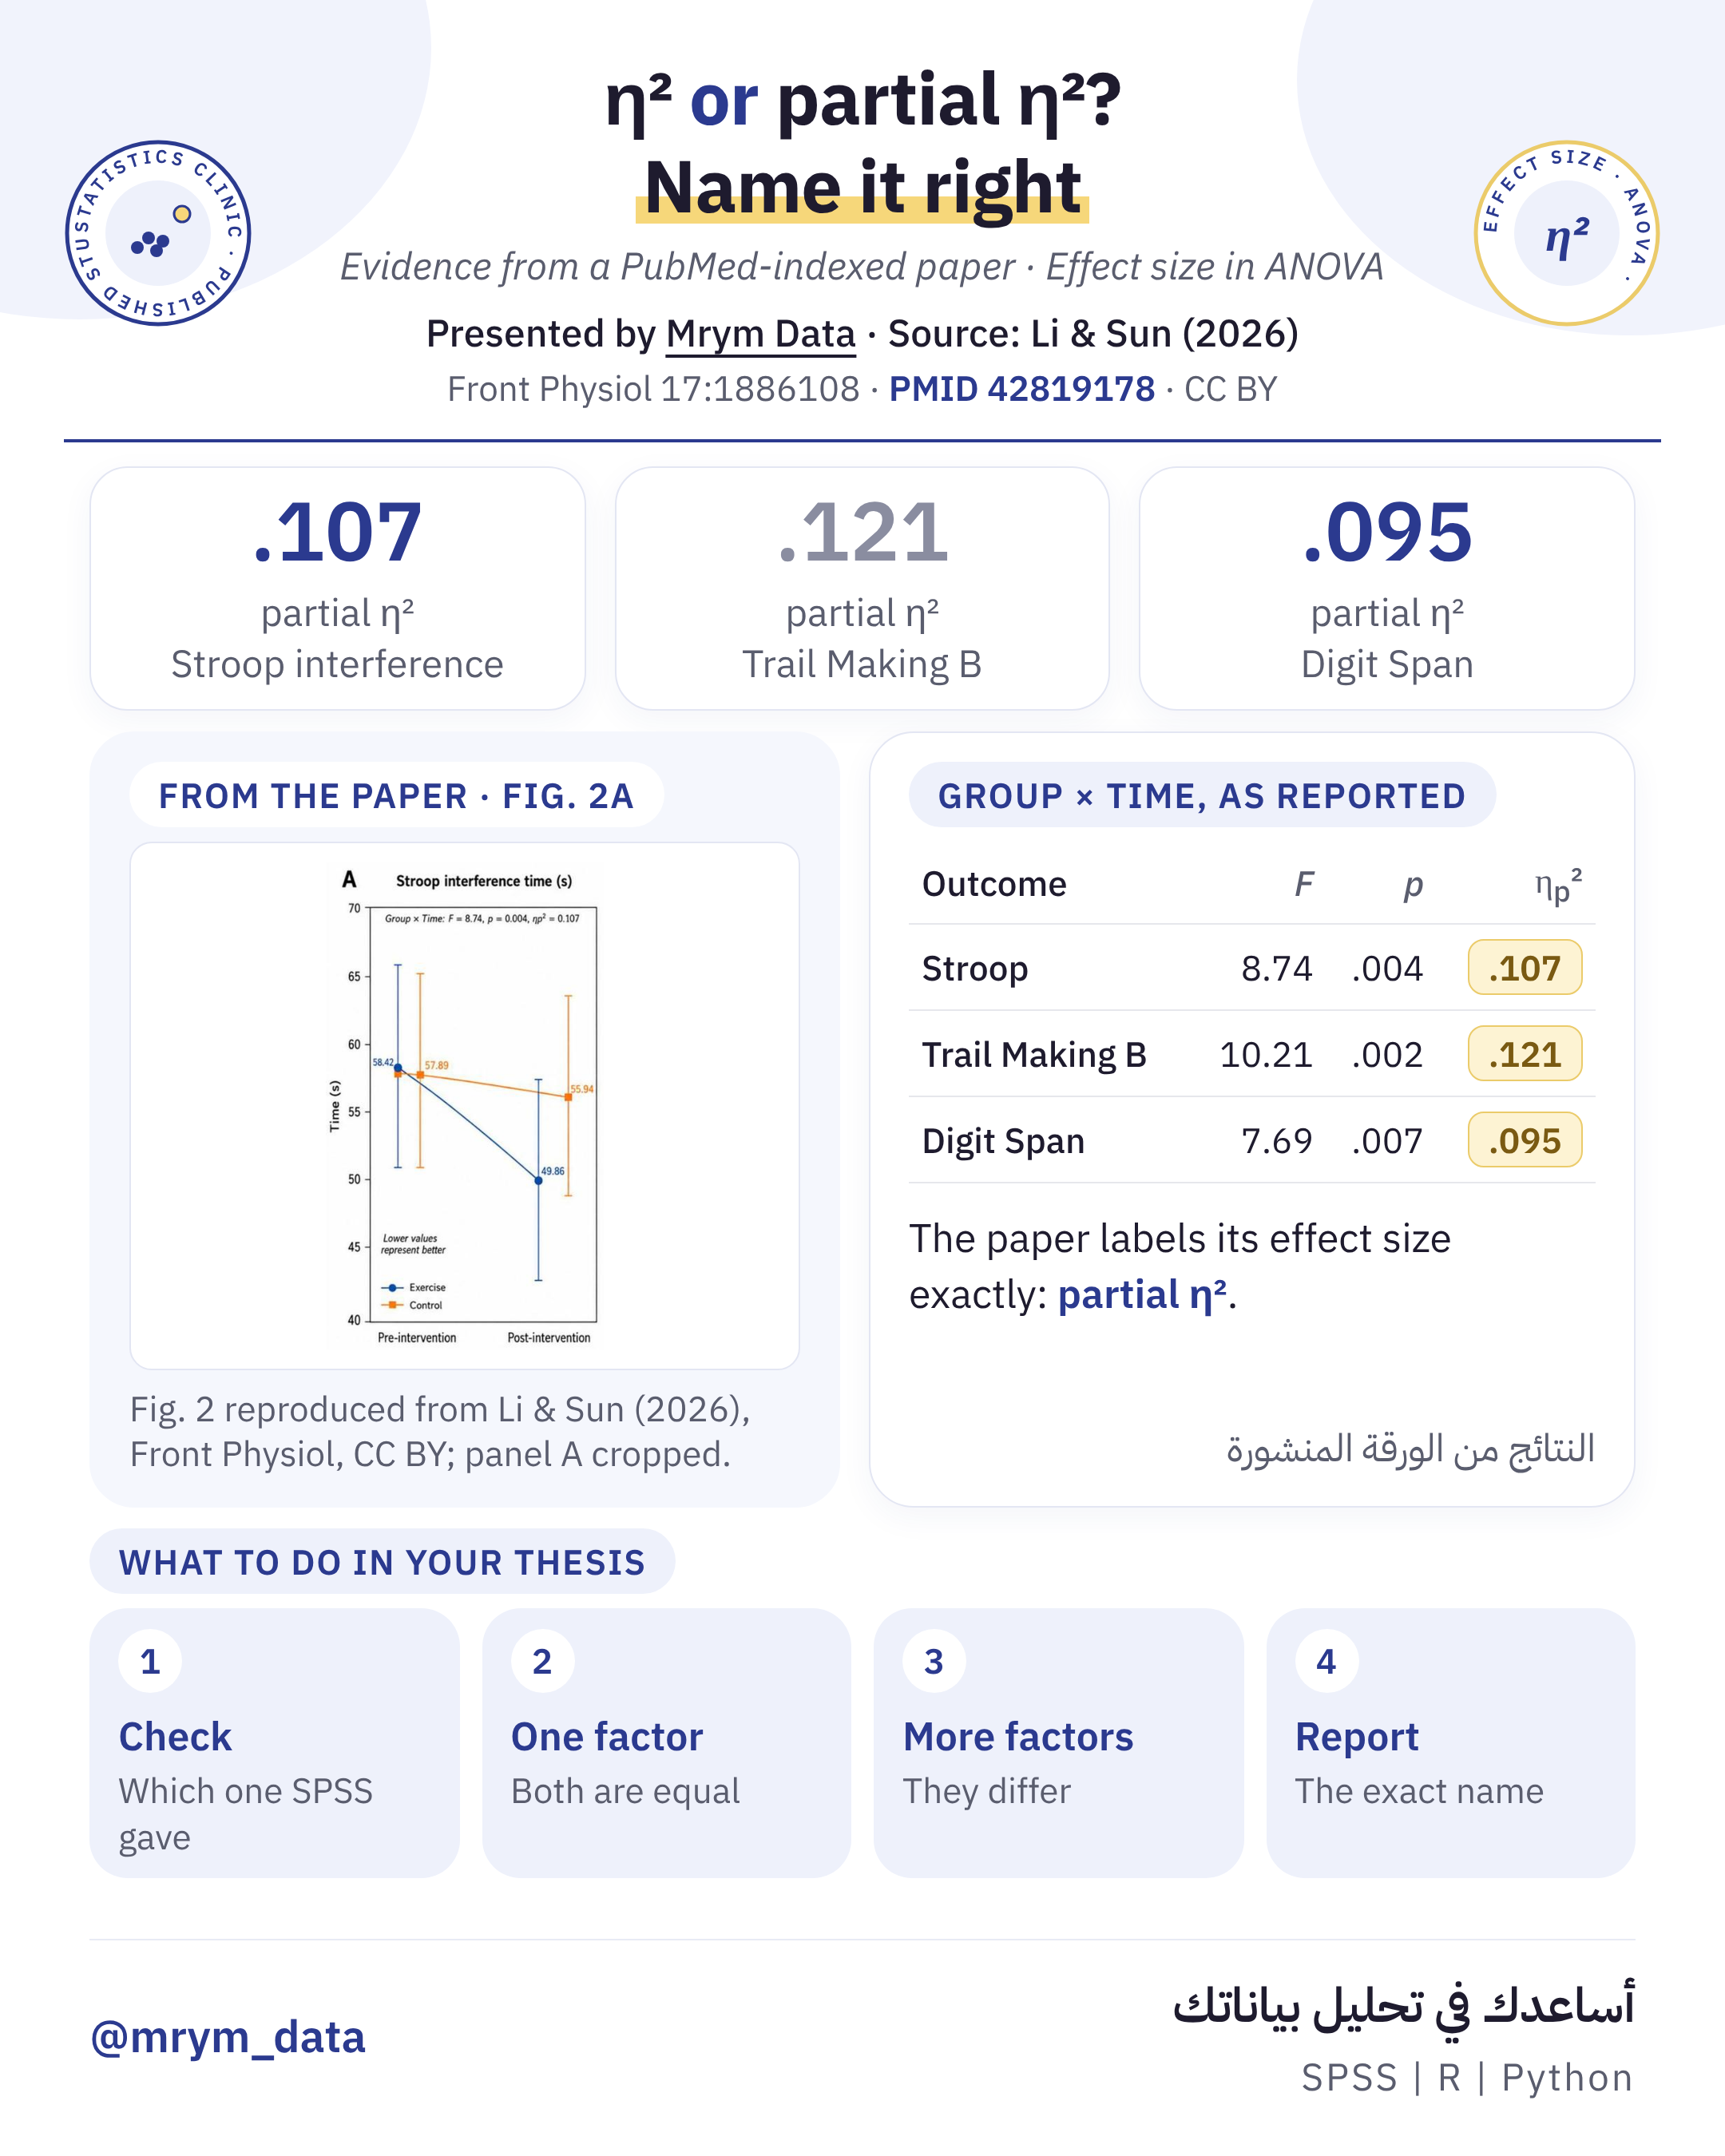 η² or partial η²?
Name it right
Evidence from a PubMed-indexed paper · Effect size in ANOVA
Presented by Mrym Data · Source: Li & Sun (2026)
Front Physiol 17:1886108 · PMID 42819178 · CC BY
STUSTATISTICS CLINIC · PUBLISHED
EFFECT SIZE · ANOVA ·
η²
.107
partial η²
Stroop interference
.121
partial η²
Trail Making B
.095
partial η²
Digit Span
FROM THE PAPER · FIG. 2A
A Stroop interference time (s)
Group × Time: F = 8.74, p = 0.004, ηp² = 0.107
70
65
60
55
50
45
40
Time (s)
58.42
57.89
55.94
49.86
Lower values
represent better
Exercise
Control
Pre-intervention Post-intervention
Fig. 2 reproduced from Li & Sun (2026),
Front Physiol, CC BY; panel A cropped.
GROUP × TIME, AS REPORTED
Outcome F p ηp²
Stroop 8.74 .004 .107
Trail Making B 10.21 .002 .121
Digit Span 7.69 .007 .095
The paper labels its effect size
exactly: partial η².
النتائج من الورقة المنشورة
WHAT TO DO IN YOUR THESIS
1
Check
Which one SPSS
gave
2
One factor
Both are equal
3
More factors
They differ
4
Report
The exact name
@mrym_data
أساعدك في تحليل بياناتك
SPSS | R | Python